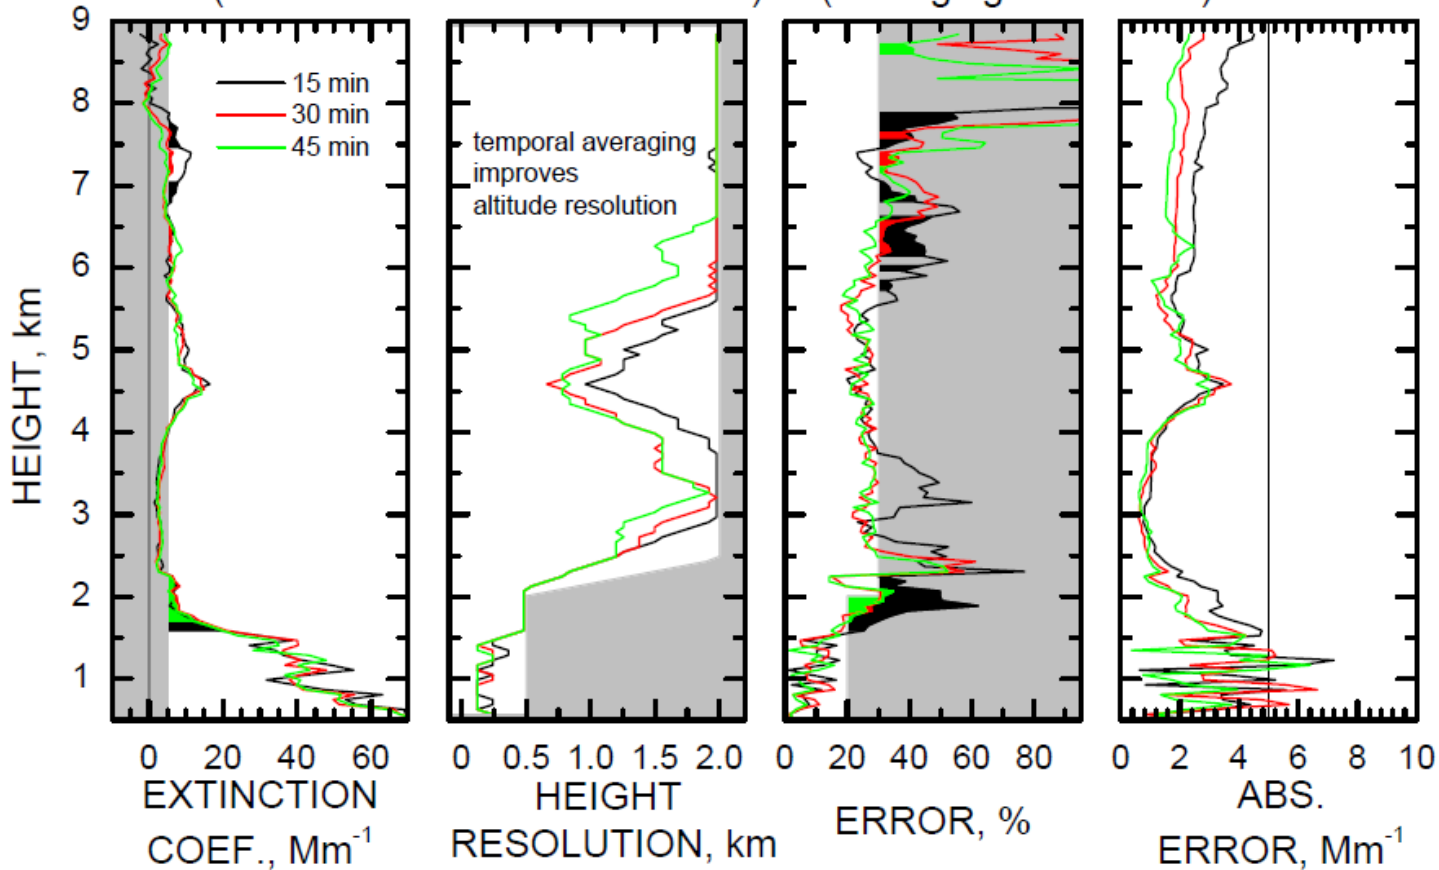 9
8
7
6
5
4
3
2
1
HEIGHT, km
15 min
30 min
45 min
temporal averaging
improves
altitude resolution
0 20 40 60
EXTINCTION
COEF., Mm⁻¹
0 0.5 1.0 1.5 2.0
HEIGHT
RESOLUTION, km
0 20 40 60 80
ERROR, %
0 2 4 6 8 10
ABS.
ERROR, Mm⁻¹